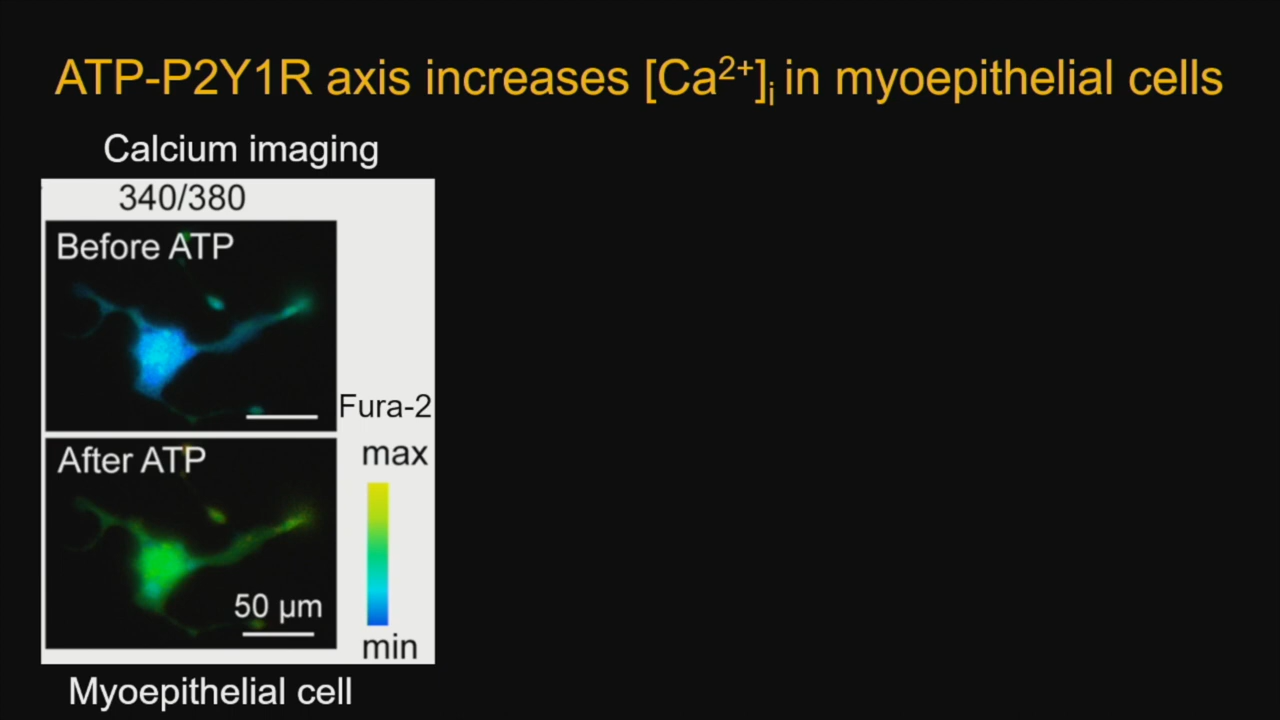 ATP-P2Y1R axis increases [Ca²⁺]ᵢ in myoepithelial cells
Calcium imaging
340/380
Before ATP
Fura-2
After ATP
max
50 µm
min
Myoepithelial cell